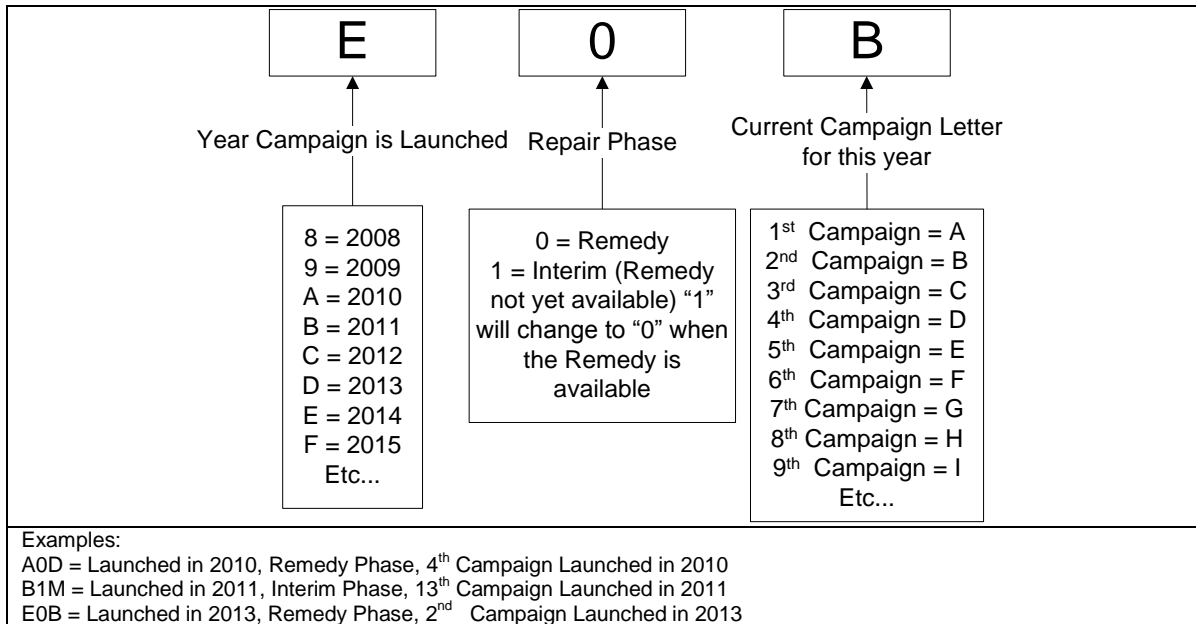 E 0 B
Year Campaign is Launched
Repair Phase
Current Campaign Letter
for this year
8 = 2008
9 = 2009
A = 2010
B = 2011
C = 2012
D = 2013
E = 2014
F = 2015
Etc...
0 = Remedy
1 = Interim (Remedy
not yet available) “1”
will change to “0” when
the Remedy is
available
1st Campaign = A
2nd Campaign = B
3rd Campaign = C
4th Campaign = D
5th Campaign = E
6th Campaign = F
7th Campaign = G
8th Campaign = H
9th Campaign = I
Etc...
Examples:
A0D = Launched in 2010, Remedy Phase, 4th Campaign Launched in 2010
B1M = Launched in 2011, Interim Phase, 13th Campaign Launched in 2011
E0B = Launched in 2013, Remedy Phase, 2nd Campaign Launched in 2013